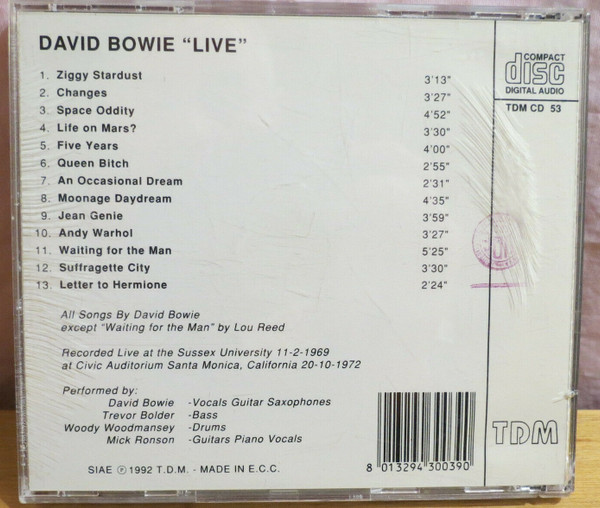 DAVID BOWIE “LIVE”
1. Ziggy Stardust 3'13"
2. Changes 3'27"
3. Space Oddity 4'52"
4. Life on Mars? 3'30"
5. Five Years 4'00"
6. Queen Bitch 2'55"
7. An Occasional Dream 2'31"
8. Moonage Daydream 4'35"
9. Jean Genie 3'59"
10. Andy Warhol 3'27"
11. Waiting for the Man 5'25"
12. Suffragette City 3'30"
13. Letter to Hermione 2'24"
All Songs By David Bowie
except “Waiting for the Man” by Lou Reed
Recorded Live at the Sussex University 11-2-1969
at Civic Auditorium Santa Monica, California 20-10-1972
Performed by:
David Bowie -Vocals Guitar Saxophones
Trevor Bolder -Bass
Woody Woodmansey -Drums
Mick Ronson -Guitars Piano Vocals
SIAE ℗ 1992 T.D.M. - MADE IN E.C.C.
8 013294 300390
COMPACT
disc
DIGITAL AUDIO
TDM CD 53
TDM